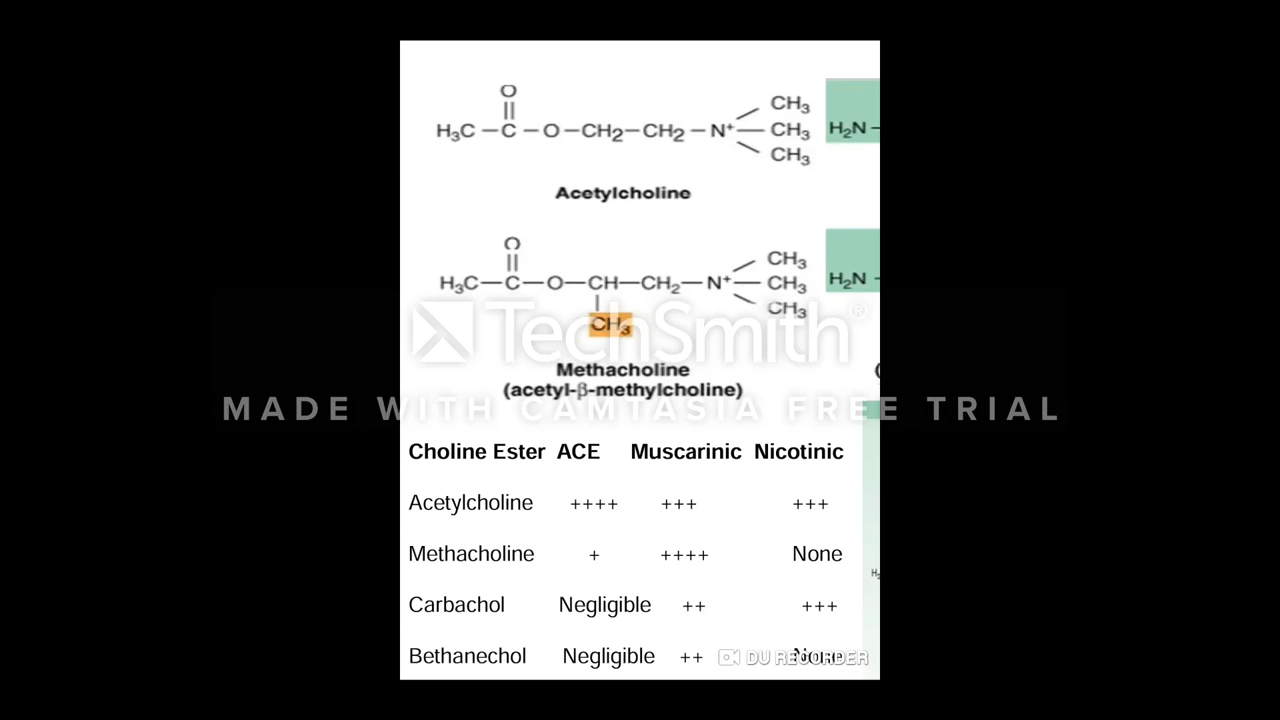 O
H₃C — C — O — CH₂ — CH₂ — N⁺ — CH₃
CH₃
CH₃
H₂N
Acetylcholine
O
H₃C — C — O — CH — CH₂ — N⁺ — CH₃
CH₃
CH₃
H₂N
CH₃
TechSmith®
Methacholine
(acetyl-β-methylcholine)
MADE WITH CAMTASIA FREE TRIAL
Choline Ester ACE Muscarinic Nicotinic
Acetylcholine ++++ +++ +++
Methacholine + ++++ None
Carbachol Negligible ++ +++
Bethanechol Negligible ++ None
DU RECORDER